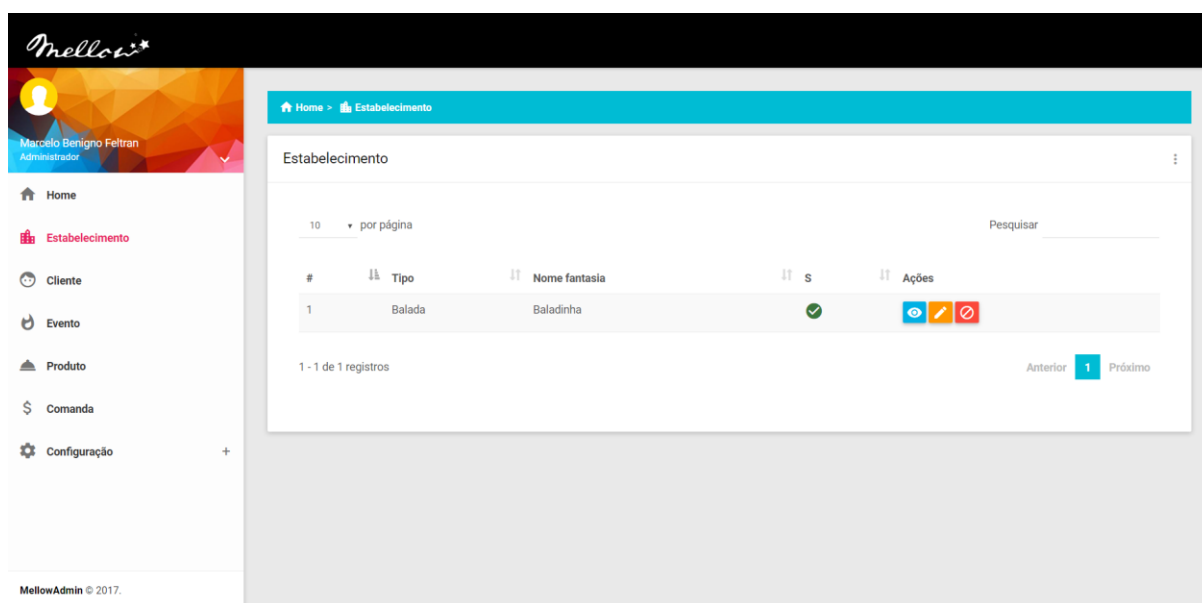 Mellow
Marcelo Benigno Feltran
Administrador
Home
Estabelecimento
Cliente
Evento
Produto
$ Comanda
Configuração +
MellowAdmin © 2017.
Home > Estabelecimento
Estabelecimento
10 por página Pesquisar
# Tipo Nome fantasia S Ações
1 Balada Baladinha
1 - 1 de 1 registros Anterior 1 Próximo